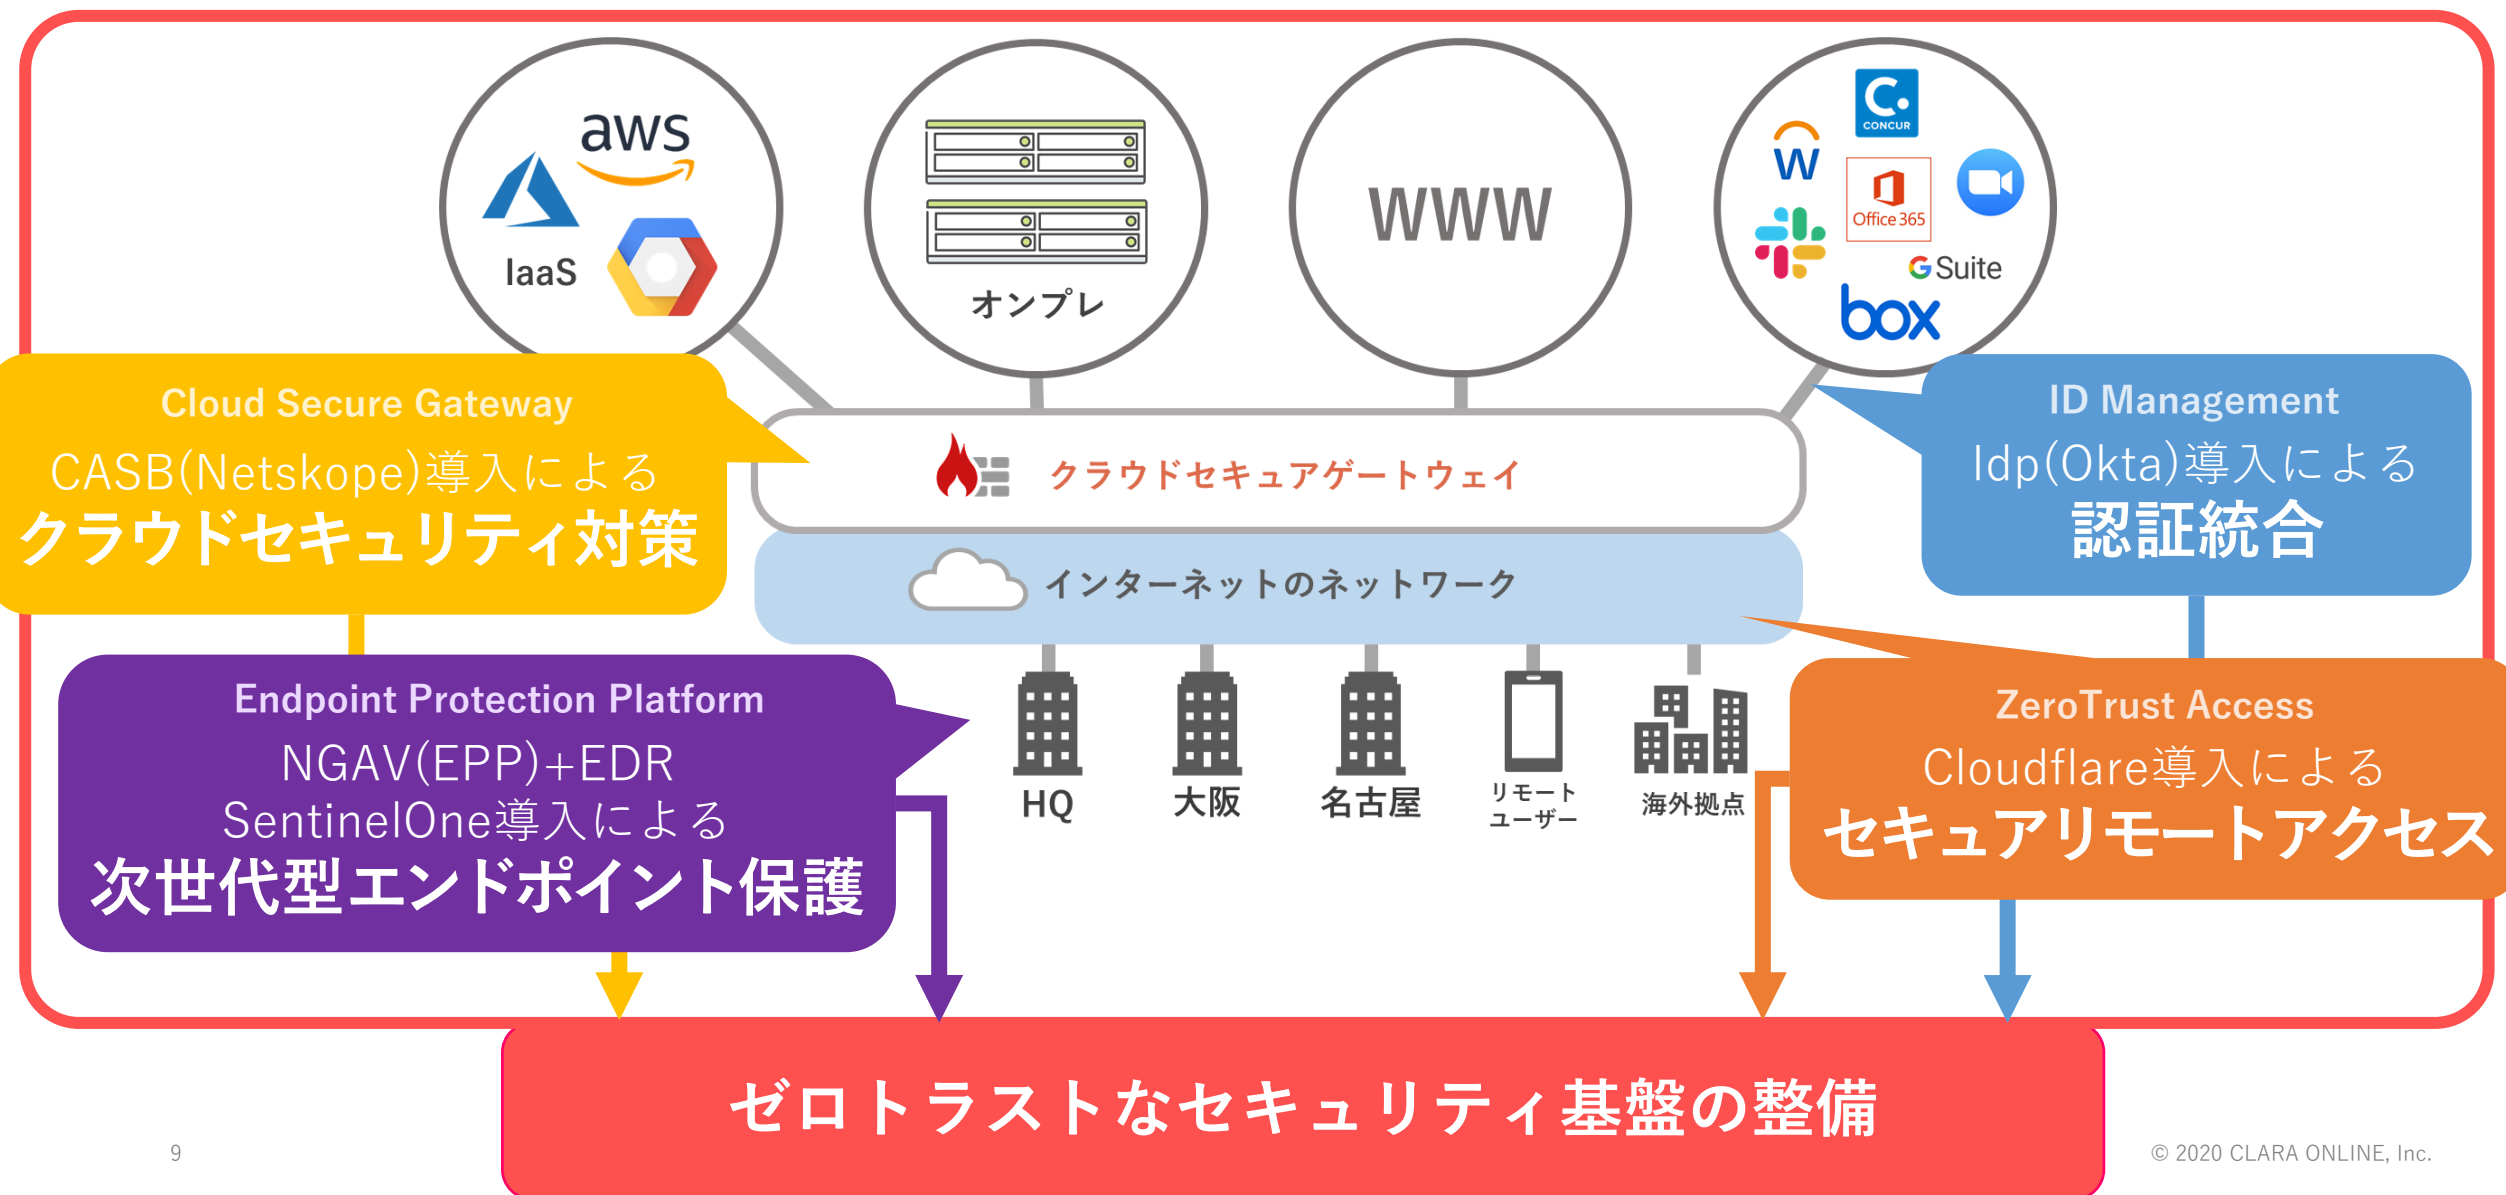 aws
IaaS
オンプレ
WWW
C.
CONCUR
W
Office 365
G Suite
box
Cloud Secure Gateway
CASB(Netskope)導入による
クラウドセキュリティ対策
クラウドセキュアゲートウェイ
インターネットのネットワーク
ID Management
Idp(Okta)導入による
認証統合
Endpoint Protection Platform
NGAV(EPP)+EDR
SentinelOne導入による
次世代型エンドポイント保護
HQ
大阪
名古屋
リモート
ユーザー
海外拠点
ZeroTrust Access
Cloudflare導入による
セキュアリモートアクセス
ゼロトラストなセキュリティ基盤の整備
9
© 2020 CLARA ONLINE, Inc.